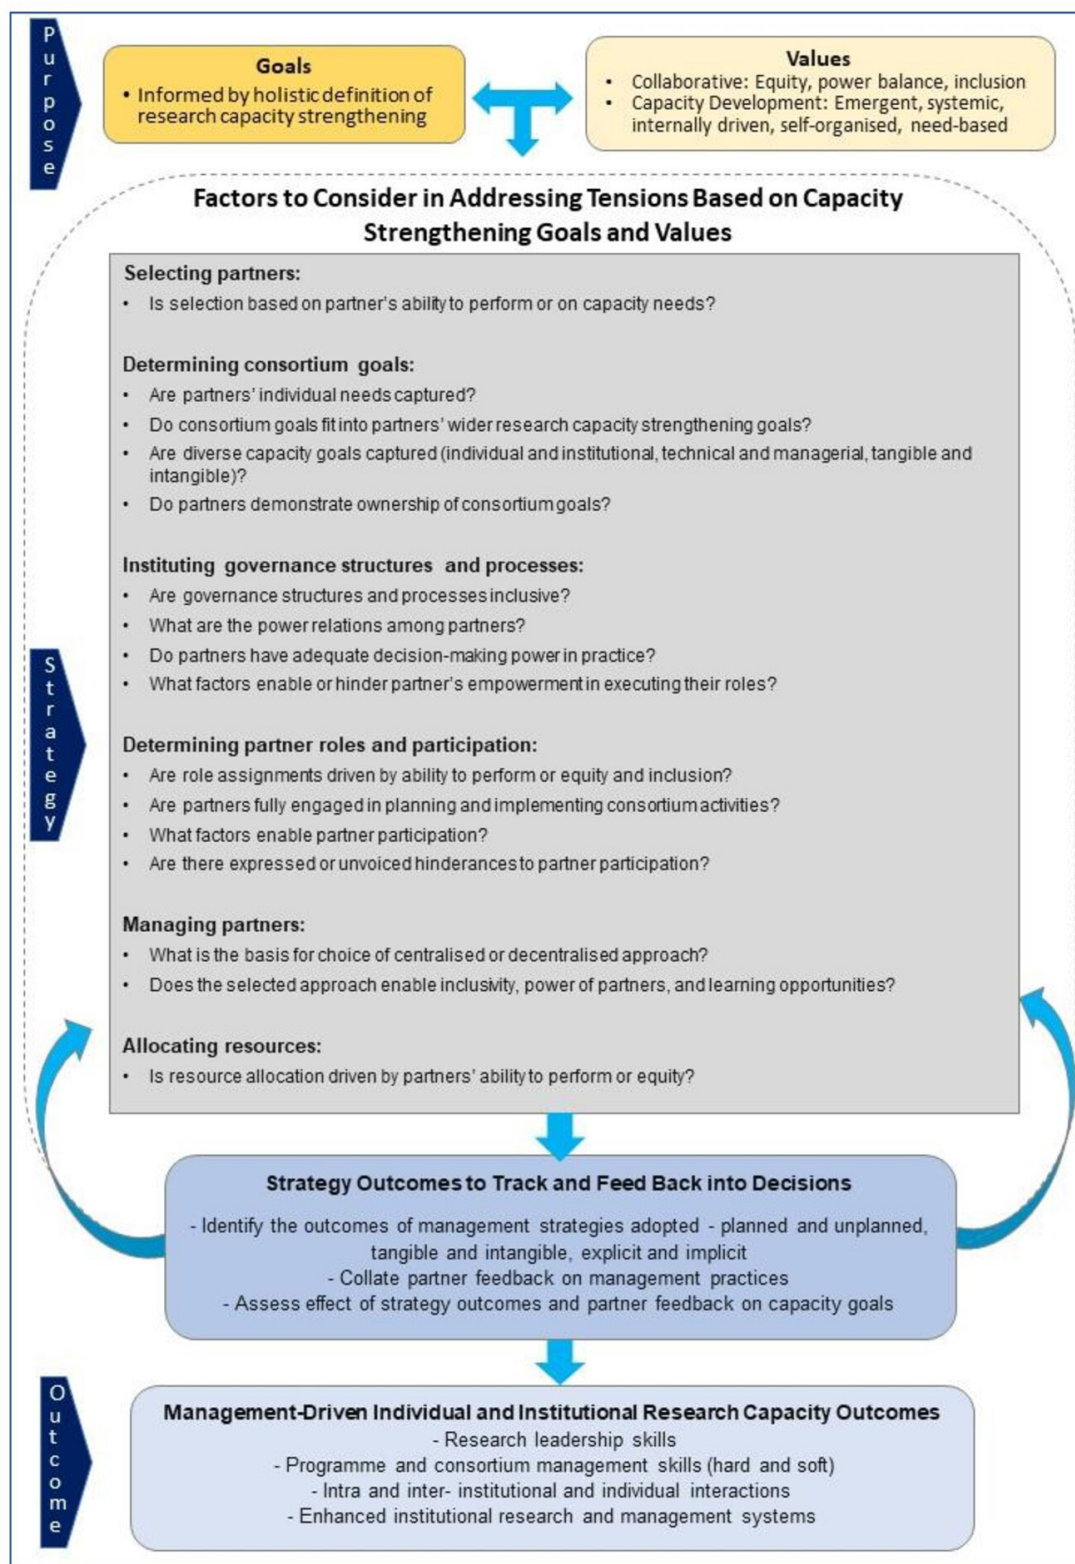 Purpose
Goals
• Informed by holistic definition of
research capacity strengthening
Values
• Collaborative: Equity, power balance, inclusion
• Capacity Development: Emergent, systemic,
internally driven, self-organised, need-based
Factors to Consider in Addressing Tensions Based on Capacity
Strengthening Goals and Values
Strategy
Selecting partners:
• Is selection based on partner's ability to perform or on capacity needs?
Determining consortium goals:
• Are partners' individual needs captured?
• Do consortium goals fit into partners' wider research capacity strengthening goals?
• Are diverse capacity goals captured (individual and institutional, technical and managerial, tangible and
intangible)?
• Do partners demonstrate ownership of consortium goals?
Instituting governance structures and processes:
• Are governance structures and processes inclusive?
• What are the power relations among partners?
• Do partners have adequate decision-making power in practice?
• What factors enable or hinder partner's empowerment in executing their roles?
Determining partner roles and participation:
• Are role assignments driven by ability to perform or equity and inclusion?
• Are partners fully engaged in planning and implementing consortium activities?
• What factors enable partner participation?
• Are there expressed or unvoiced hinderances to partner participation?
Managing partners:
• What is the basis for choice of centralised or decentralised approach?
• Does the selected approach enable inclusivity, power of partners, and learning opportunities?
Allocating resources:
• Is resource allocation driven by partners' ability to perform or equity?
Strategy Outcomes to Track and Feed Back into Decisions
- Identify the outcomes of management strategies adopted - planned and unplanned,
tangible and intangible, explicit and implicit
- Collate partner feedback on management practices
- Assess effect of strategy outcomes and partner feedback on capacity goals
Outcome
Management-Driven Individual and Institutional Research Capacity Outcomes
- Research leadership skills
- Programme and consortium management skills (hard and soft)
- Intra and inter- institutional and individual interactions
- Enhanced institutional research and management systems